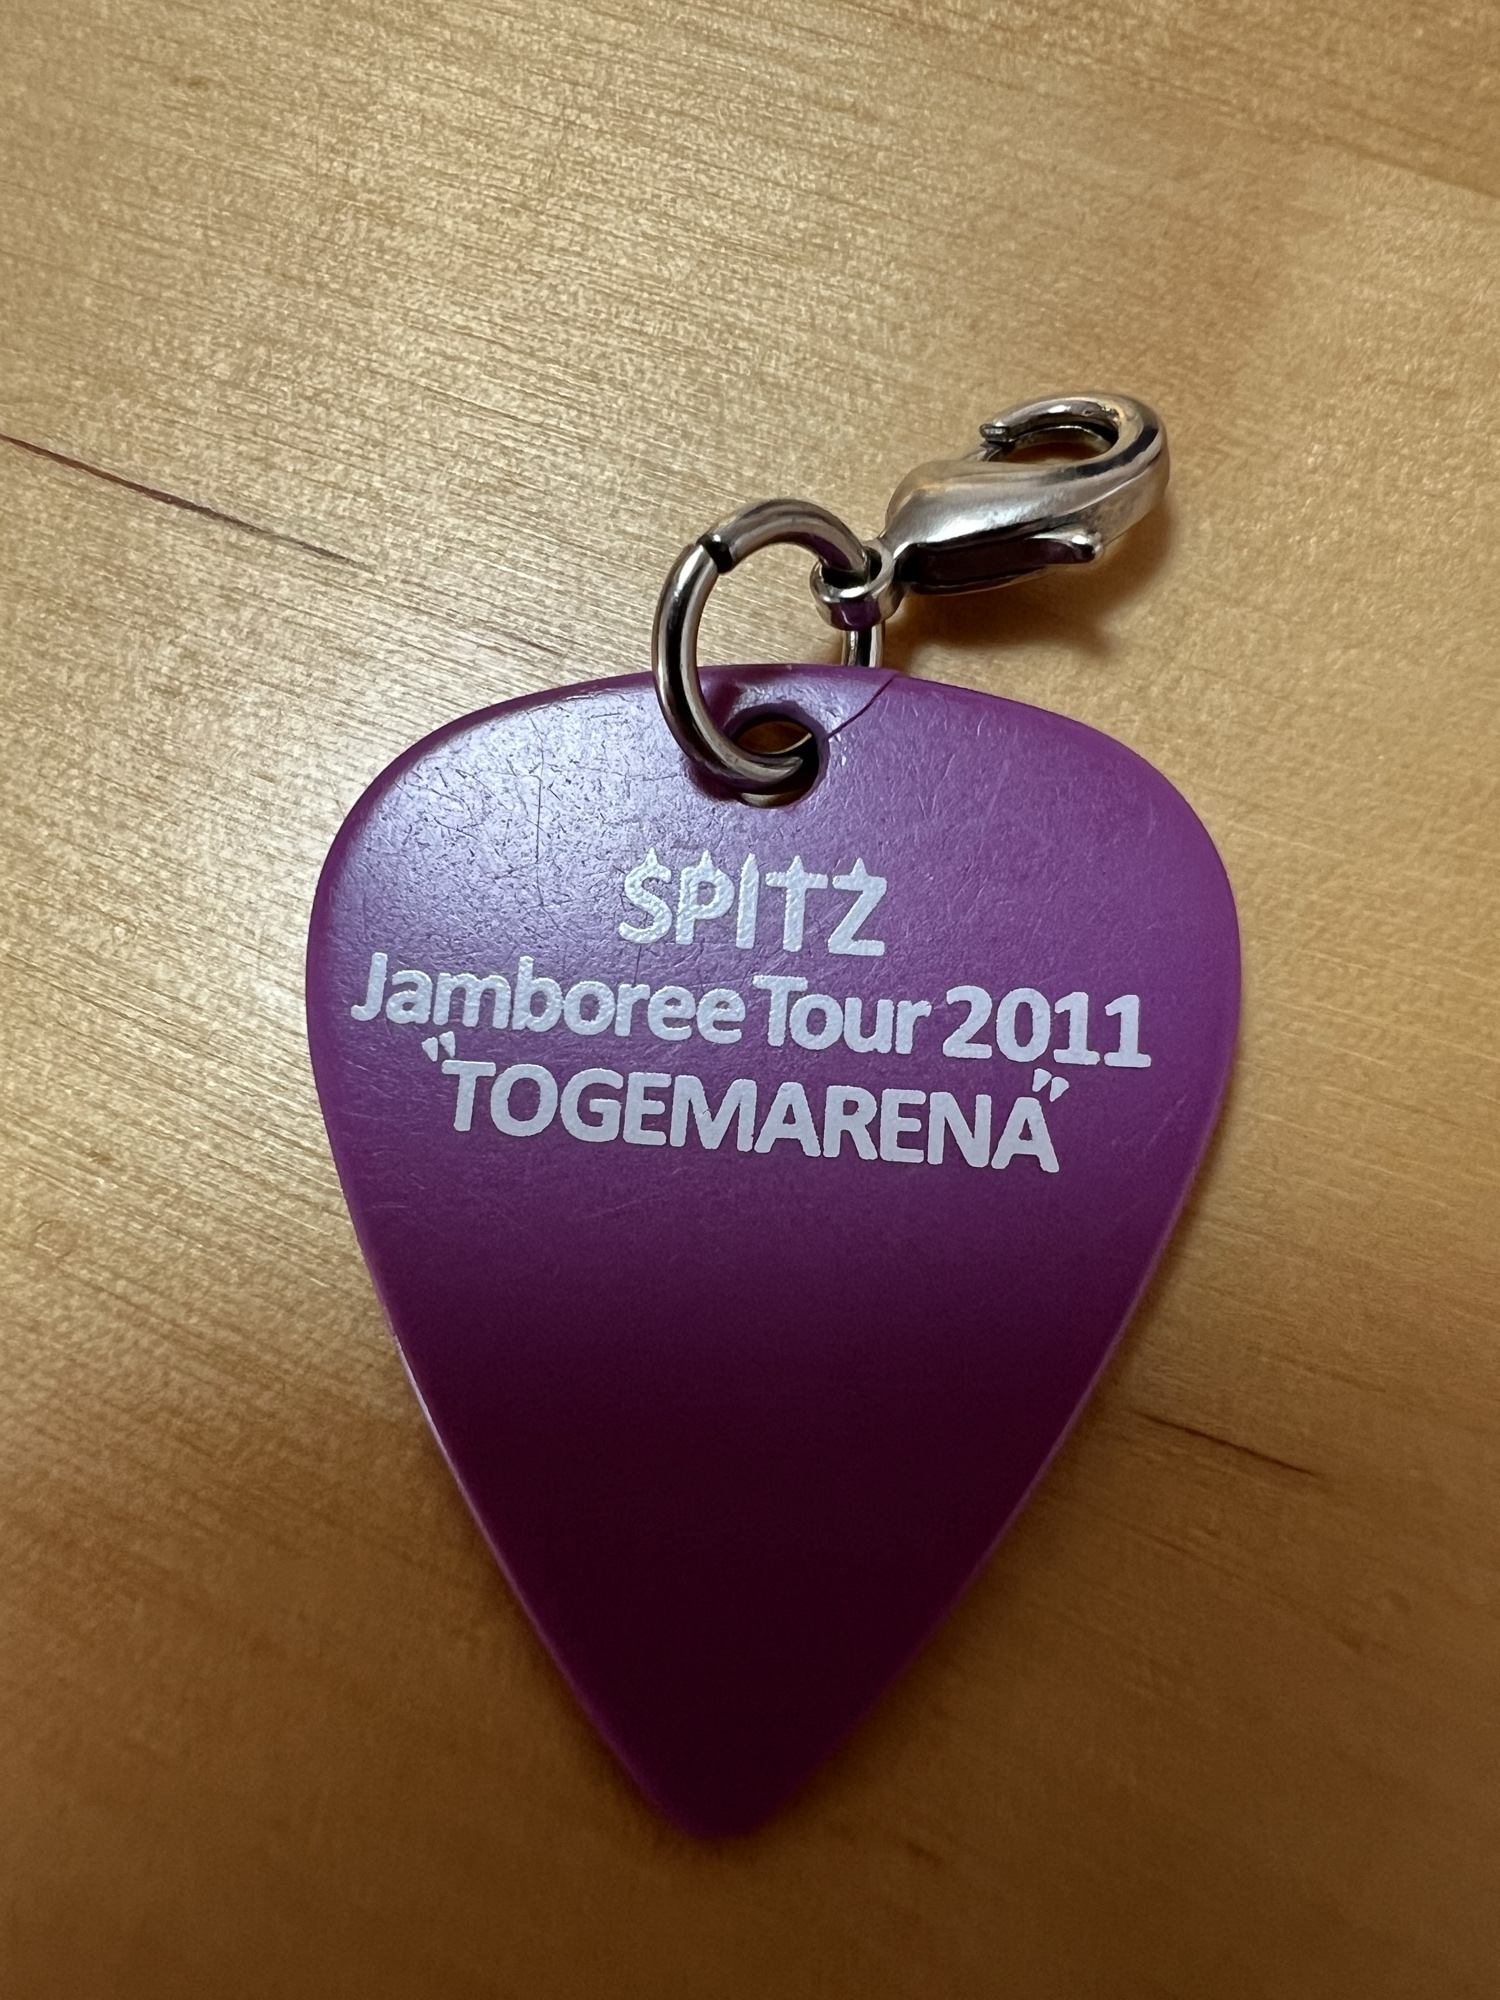 SPITZ
Jamboree Tour 2011
"TOGEMARENA"